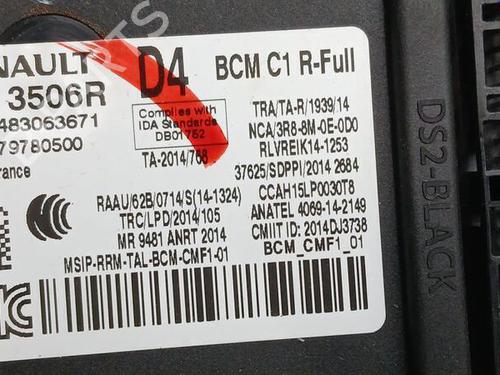 NAULT D4 BCM C1 R-Full
3506R
483063671
79780500
rance
Complies with
IDA Standards
DB01752
TA-2014/768
TRA/TA-R/1939/14
NCA/3R8-8M-0E-0D0
RLVREIK14-1253
37625/SDPPI/2014 2684
CCAH15LP0030T8
ANATEL 4069-14-2149
CMIIT ID: 2014DJ3738
BCM_CMF1_01
RAAU/62B/0714/S(14-1324)
TRC/LPD/2014/105
MR 9481 ANRT 2014
MSIP-RRM-TAL-BCM-CMF1-01
DS2-BLACK